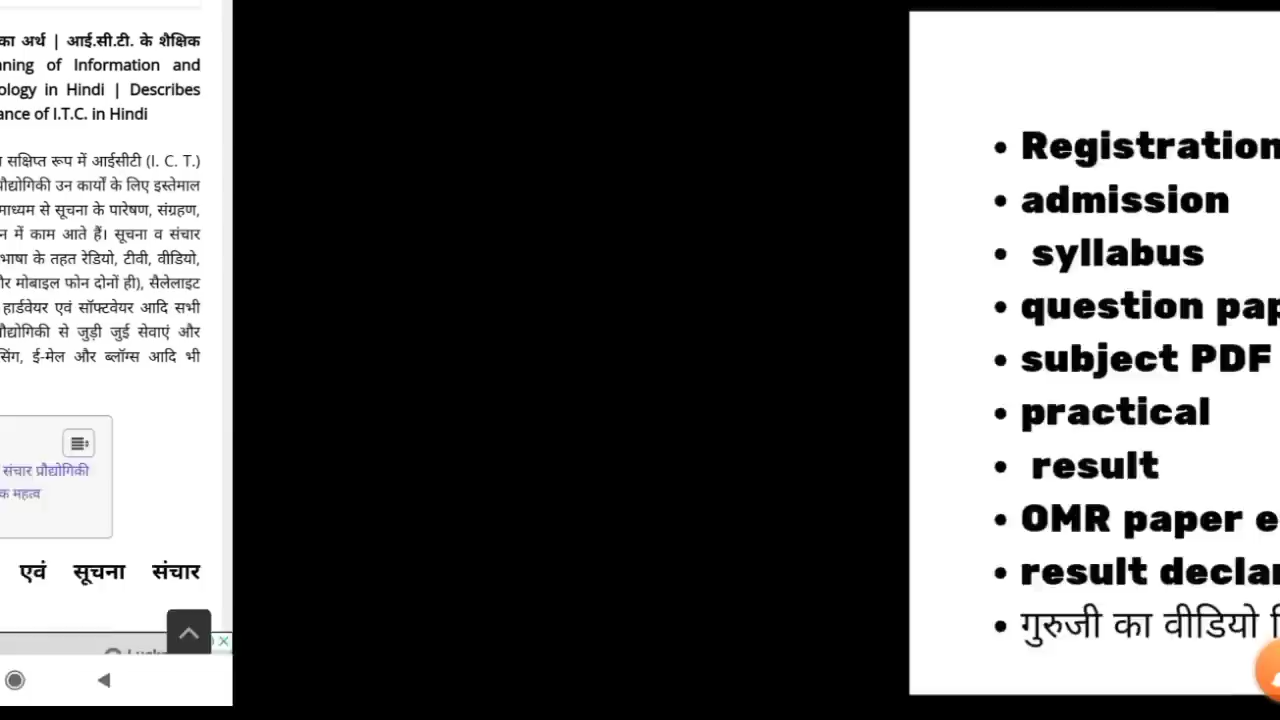 का अर्थ | आई.सी.टी. के शैक्षिक
ning of Information and
ology in Hindi | Describes
ance of I.T.C. in Hindi
सक्षिप्त रूप में आईसीटी (I. C. T.)
प्रौद्योगिकी उन कार्यों के लिए इस्तेमाल
माध्यम से सूचना के पारेषण, संग्रहण,
न में काम आते हैं। सूचना व संचार
भाषा के तहत रेडियो, टीवी, वीडियो,
और मोबाइल फोन दोनों ही), सैलेलाइट
हार्डवेयर एवं सॉफ्टवेयर आदि सभी
प्रौद्योगिकी से जुड़ी जुई सेवाएं और
सिंग, ई-मेल और ब्लॉग्स आदि भी
संचार प्रौद्योगिकी
क महत्व
एवं सूचना संचार
• Registration
• admission
• syllabus
• question pap
• subject PDF
• practical
• result
• OMR paper e
• result declar
• गुरुजी का वीडियो